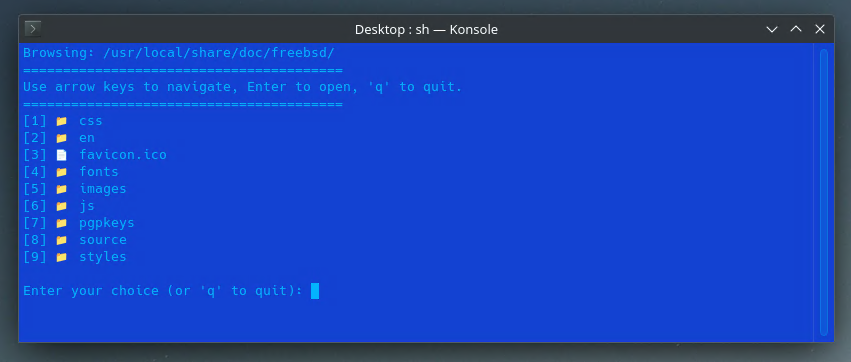 Desktop : sh — Konsole
Browsing: /usr/local/share/doc/freebsd/
========================================
Use arrow keys to navigate, Enter to open, 'q' to quit.
========================================
[1] 📁 css
[2] 📁 en
[3] 📄 favicon.ico
[4] 📁 fonts
[5] 📁 images
[6] 📁 js
[7] 📁 pgpkeys
[8] 📁 source
[9] 📁 styles
Enter your choice (or 'q' to quit):